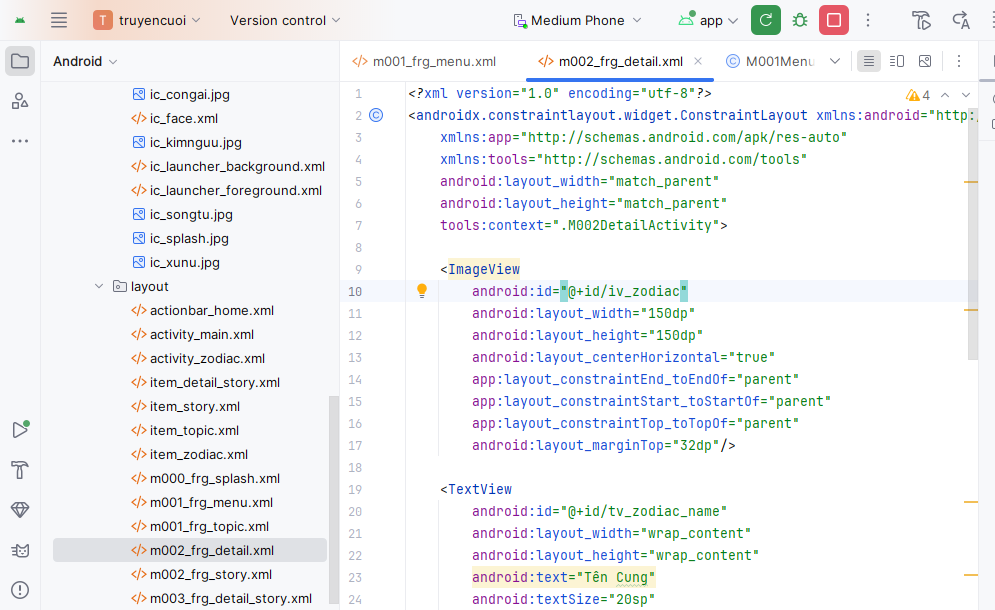 T truyencuoi Version control Medium Phone app
Android
m001_frg_menu.xml m002_frg_detail.xml M001Menu
ic_congai.jpg
ic_face.xml
ic_kimnguu.jpg
ic_launcher_background.xml
ic_launcher_foreground.xml
ic_songtu.jpg
ic_splash.jpg
ic_xunu.jpg
layout
actionbar_home.xml
activity_main.xml
activity_zodiac.xml
item_detail_story.xml
item_story.xml
item_topic.xml
item_zodiac.xml
m000_frg_splash.xml
m001_frg_menu.xml
m001_frg_topic.xml
m002_frg_detail.xml
m002_frg_story.xml
m003_frg_detail_story.xml
4
1 <?xml version="1.0" encoding="utf-8"?>
2 <androidx.constraintlayout.widget.ConstraintLayout xmlns:android="http:
3 xmlns:app="http://schemas.android.com/apk/res-auto"
4 xmlns:tools="http://schemas.android.com/tools"
5 android:layout_width="match_parent"
6 android:layout_height="match_parent"
7 tools:context=".M002DetailActivity">
8
9 <ImageView
10 android:id="@+id/iv_zodiac"
11 android:layout_width="150dp"
12 android:layout_height="150dp"
13 android:layout_centerHorizontal="true"
14 app:layout_constraintEnd_toEndOf="parent"
15 app:layout_constraintStart_toStartOf="parent"
16 app:layout_constraintTop_toTopOf="parent"
17 android:layout_marginTop="32dp"/>
18
19 <TextView
20 android:id="@+id/tv_zodiac_name"
21 android:layout_width="wrap_content"
22 android:layout_height="wrap_content"
23 android:text="Tên Cung"
24 android:textSize="20sp"